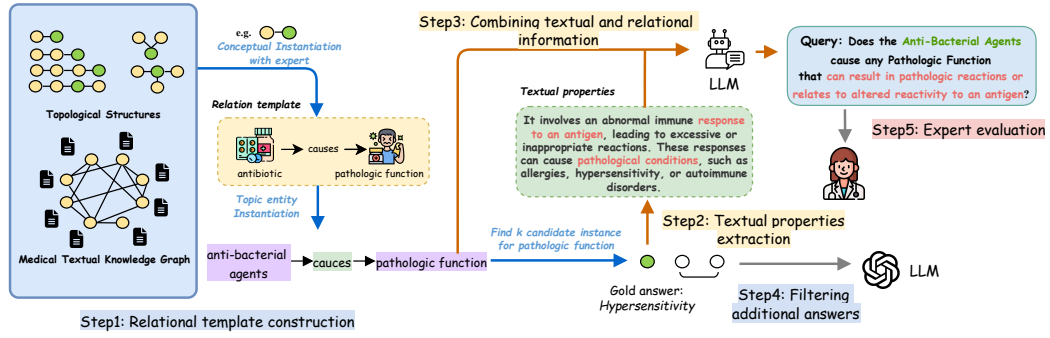 Topological Structures
Medical Textual Knowledge Graph
Step1: Relational template construction
e.g.
Conceptual Instantiation
with expert
Relation template
antibiotic
causes
pathologic function
Topic entity
Instantiation
anti-bacterial
agents
cauces
pathologic function
Step3: Combining textual and relational
information
Textual properties
It involves an abnormal immune response
to an antigen, leading to excessive or
inappropriate reactions. These responses
can cause pathological conditions, such as
allergies, hypersensitivity, or autoimmune
disorders.
Step2: Textual properties
extraction
Find k candidate instance
for pathologic function
Gold answer:
Hypersensitivity
Step4: Filtering
additional answers
LLM
LLM
Query: Does the Anti-Bacterial Agents
cause any Pathologic Function
that can result in pathologic reactions or
relates to altered reactivity to an antigen?
Step5: Expert evaluation